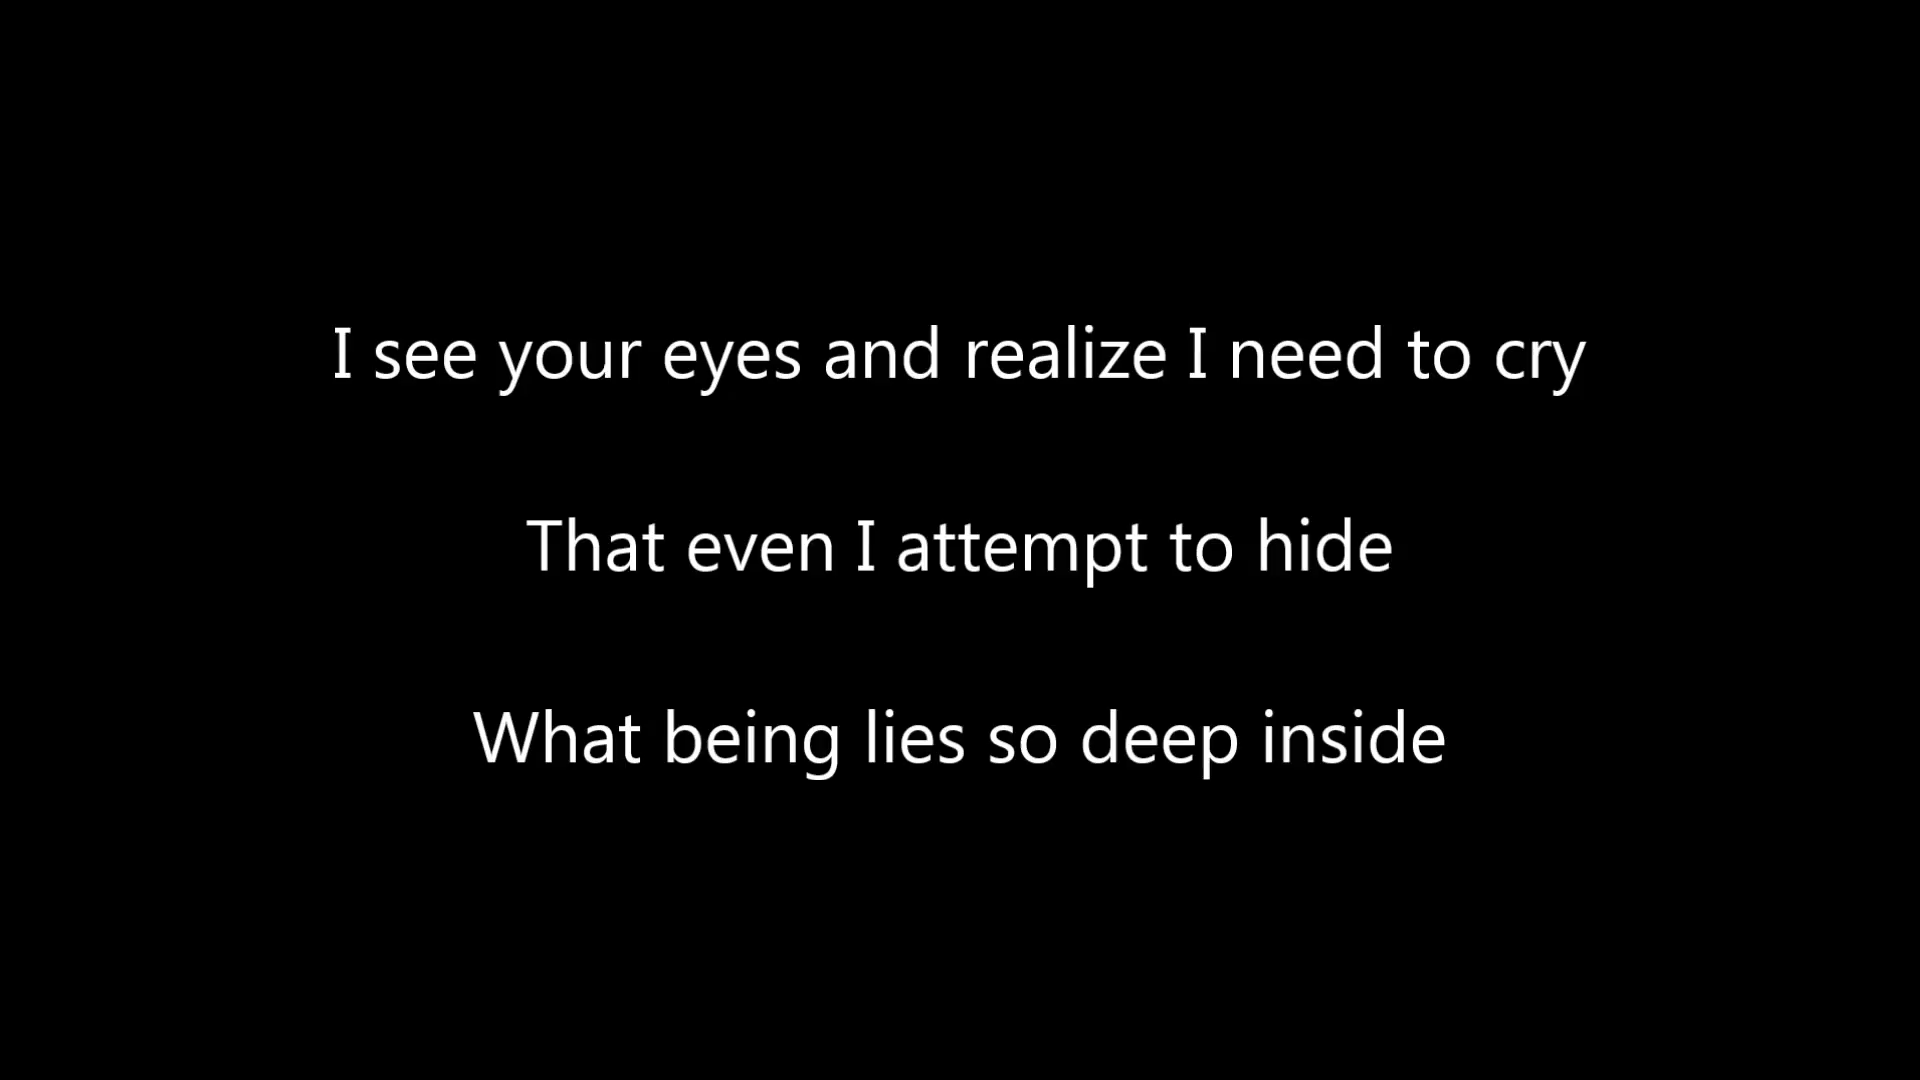 I see your eyes and realize I need to cry
That even I attempt to hide
What being lies so deep inside